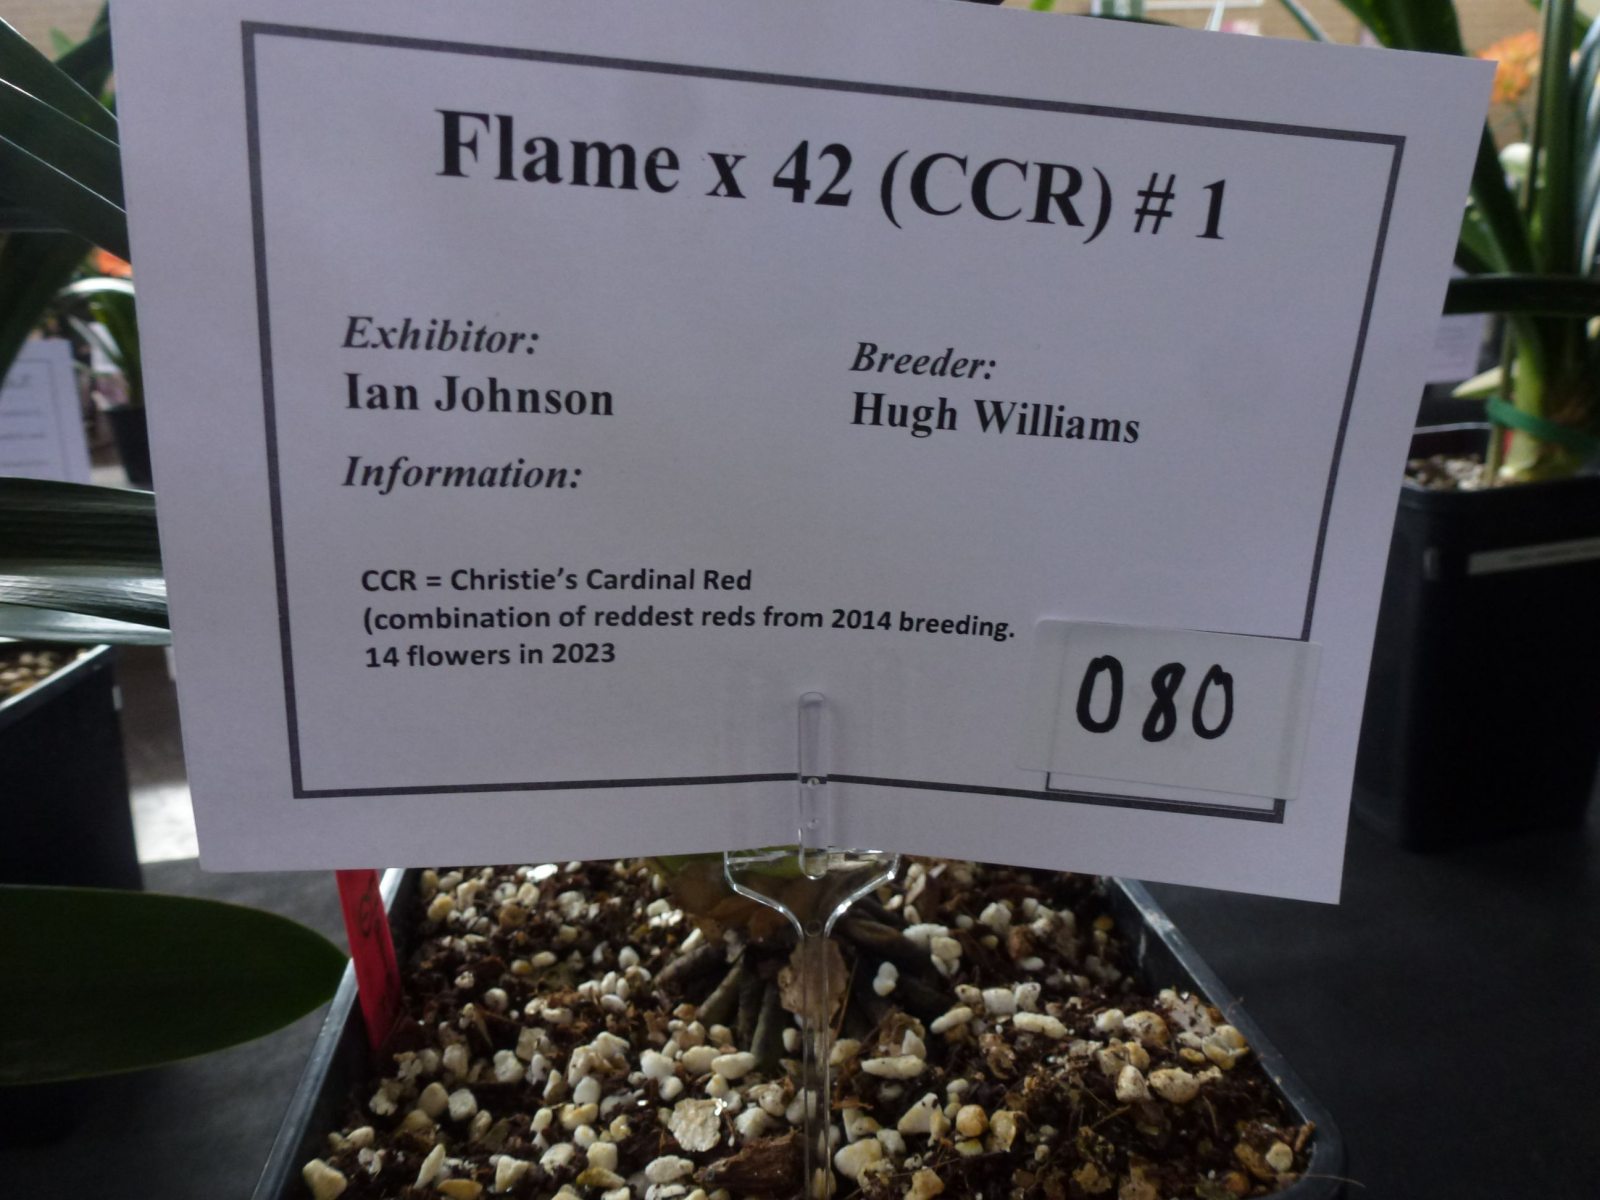 Flame x 42 (CCR) # 1
Exhibitor:
Ian Johnson
Breeder:
Hugh Williams
Information:
CCR = Christie's Cardinal Red
(combination of reddest reds from 2014 breeding.
14 flowers in 2023
080